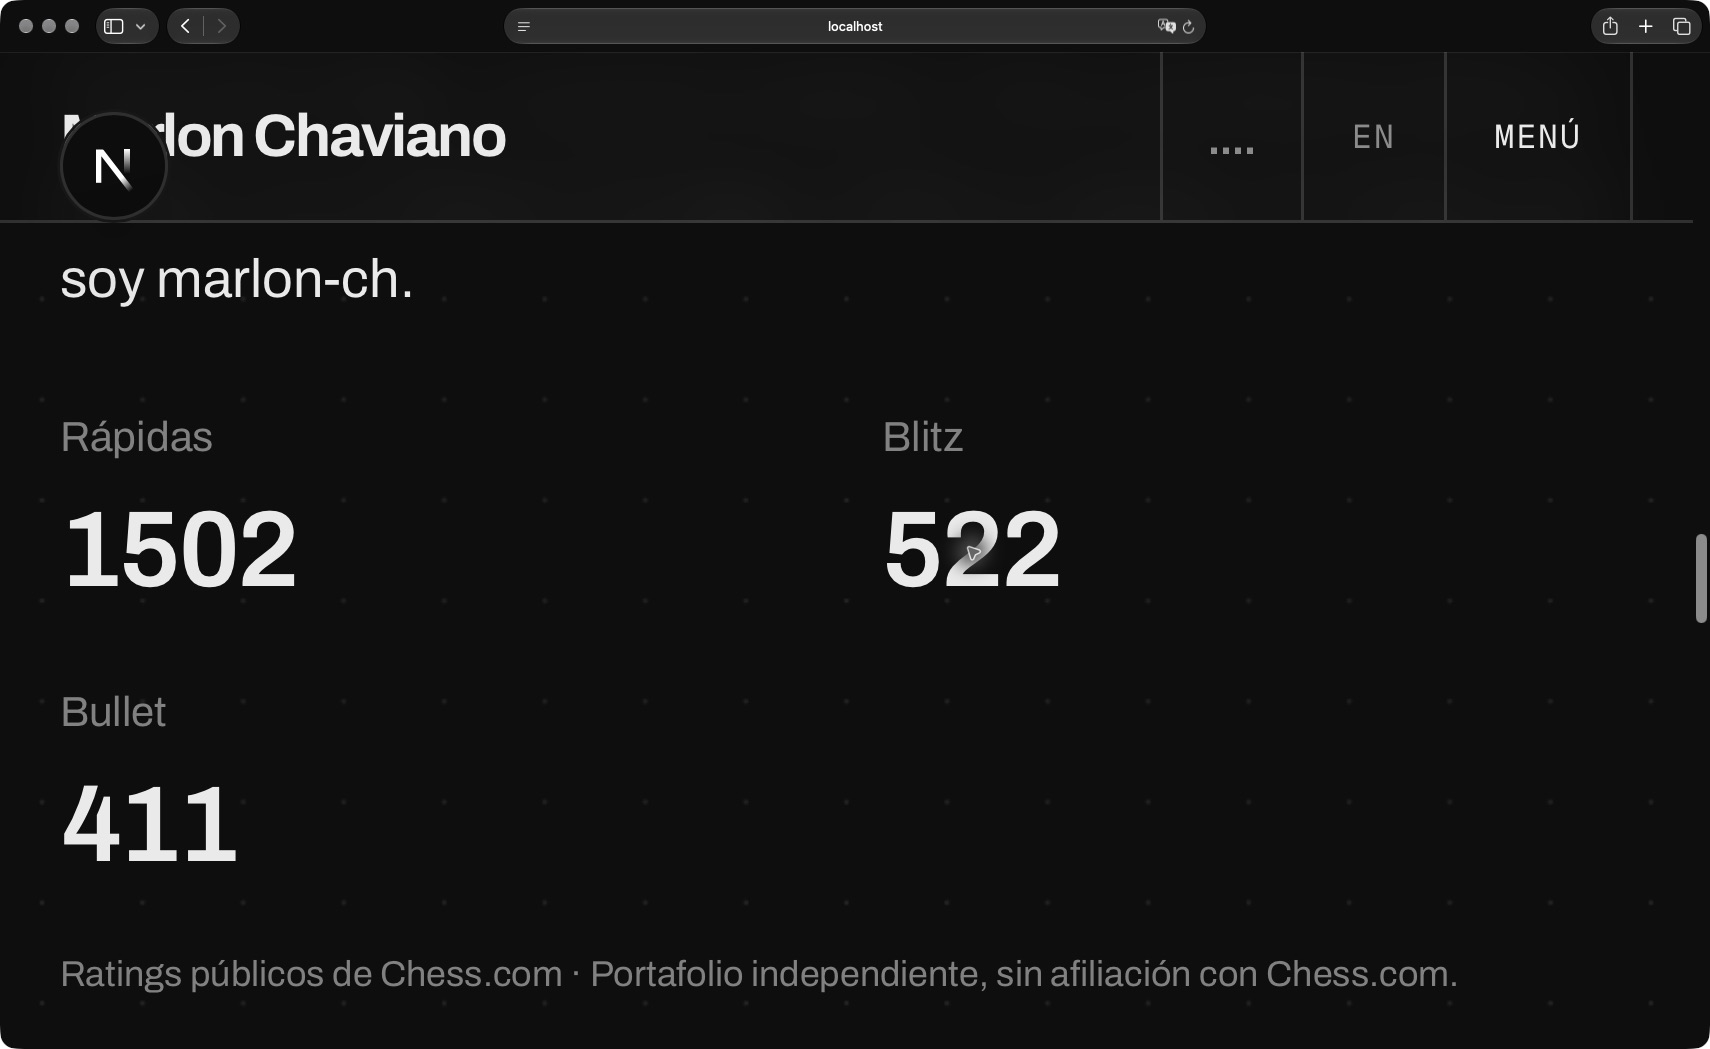 localhost
Marlon Chaviano
....
EN
MENÚ
soy marlon-ch.
Rápidas
Blitz
1502
522
Bullet
411
Ratings públicos de Chess.com · Portafolio independiente, sin afiliación con Chess.com.